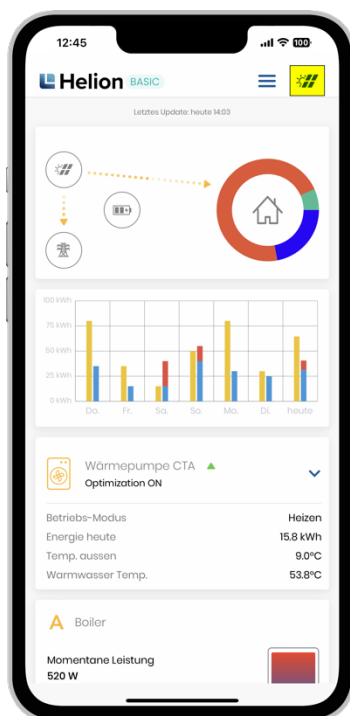 12:45
100
Helion BASIC
Letztes Update: heute 14:03
100 kWh
75 kWh
50 kWh
25 kWh
0 kWh
Do. Fr. Sa. So. Mo. Di. heute
Wärmepumpe CTA
Optimization ON
Betriebs-Modus Heizen
Energie heute 15.8 kWh
Temp. aussen 9.0°C
Warmwasser Temp. 53.8°C
A Boiler
Momentane Leistung
520 W